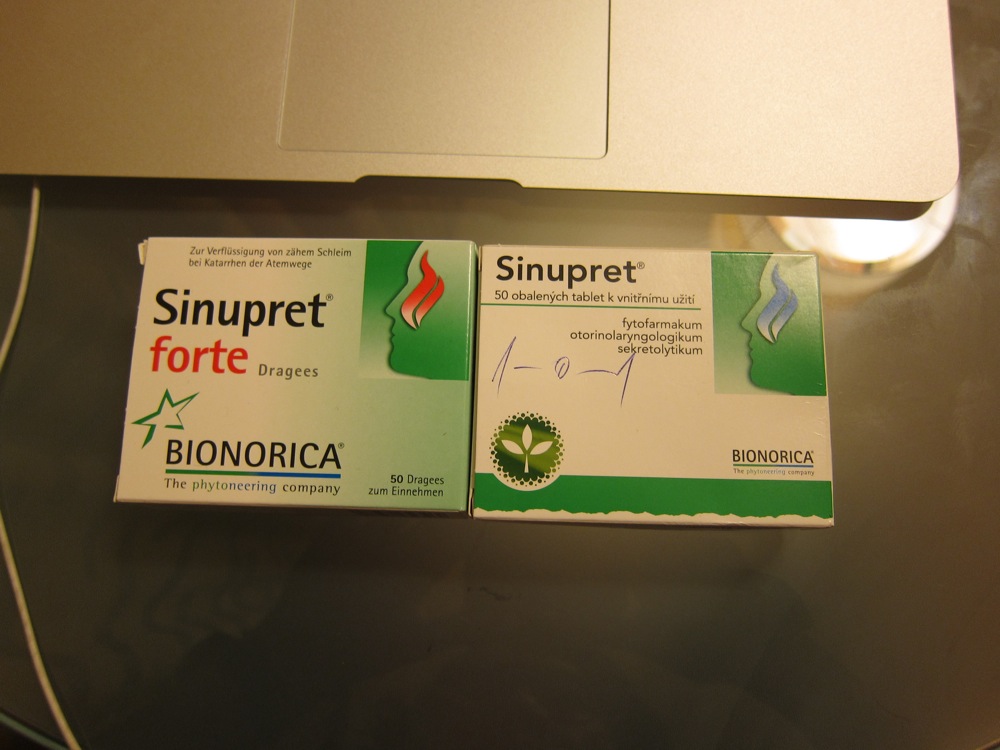 Zur Verflüssigung von zähem Schleim
bei Katarrhen der Atemwege
Sinupret®
forte Dragees
BIONORICA®
The phytoneering company
50 Dragees
zum Einnehmen
Sinupret®
50 obalených tablet k vnitřnímu užití
fytofarmakum
otorinolaryngologikum
sekretolytikum
1-0-1
BIONORICA®
The phytoneering company